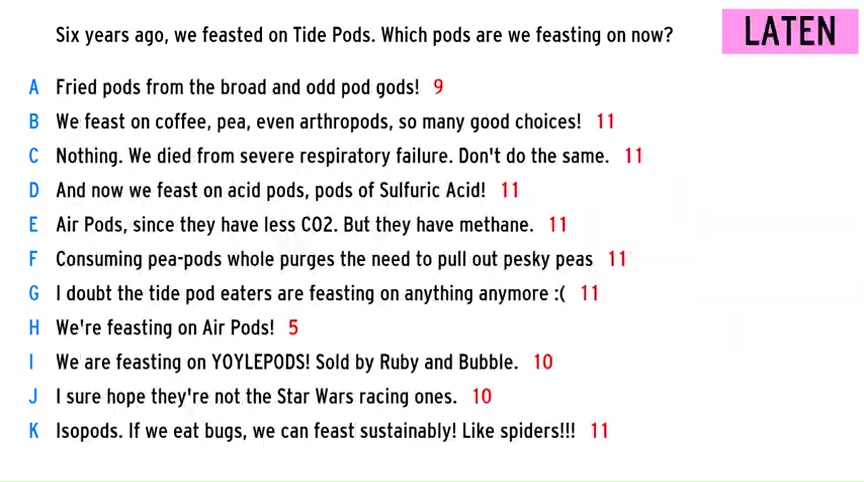 Six years ago, we feasted on Tide Pods. Which pods are we feasting on now?
LATEN
A Fried pods from the broad and odd pod gods! 9
B We feast on coffee, pea, even arthropods, so many good choices! 11
C Nothing. We died from severe respiratory failure. Don't do the same. 11
D And now we feast on acid pods, pods of Sulfuric Acid! 11
E Air Pods, since they have less CO2. But they have methane. 11
F Consuming pea-pods whole purges the need to pull out pesky peas 11
G I doubt the tide pod eaters are feasting on anything anymore :( 11
H We're feasting on Air Pods! 5
I We are feasting on YOYLEPODS! Sold by Ruby and Bubble. 10
J I sure hope they're not the Star Wars racing ones. 10
K Isopods. If we eat bugs, we can feast sustainably! Like spiders!!! 11